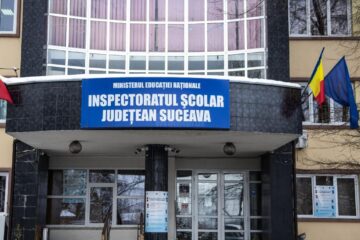 MINISTERUL EDUCAȚIEI NAȚIONALE
INSPECTORATUL ȘCOLAR
JUDEȚEAN SUCEAVA